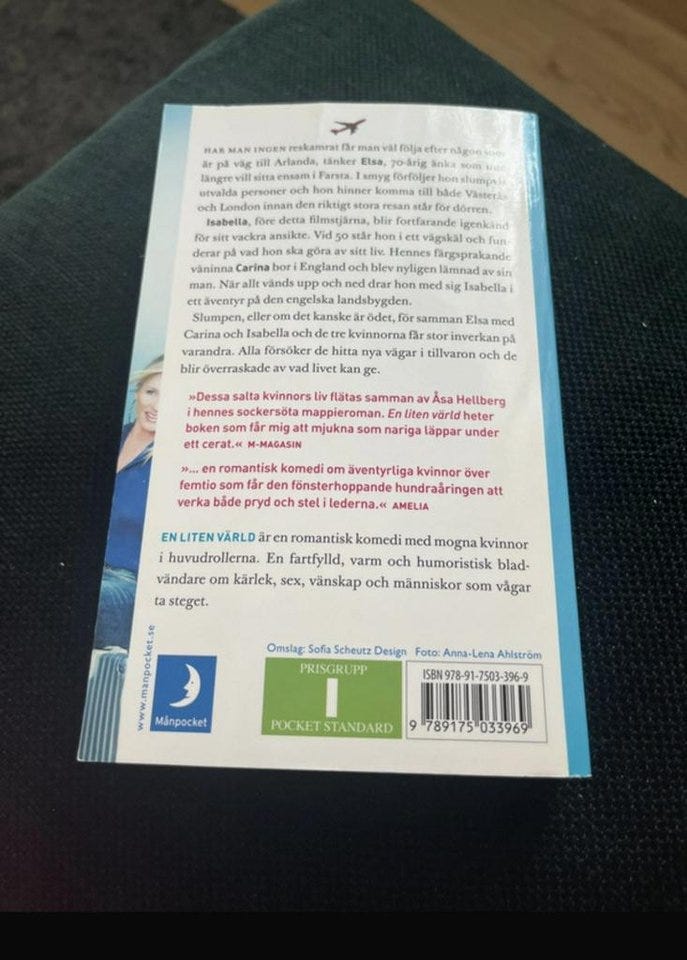 HAR MAN INGEN reskamrat får man väl följa efter någon som
är på väg till Arlanda, tänker Elsa, 70-årig änka som inte
längre vill sitta ensam i Farsta. I smyg förföljer hon slumpvis
utvalda personer och hon hinner komma till både Västerås
och London innan den riktigt stora resan står för dörren.
Isabella, före detta filmstjärna, blir fortfarande igenkänd
för sitt vackra ansikte. Vid 50 står hon i ett vägskäl och fun-
derar på vad hon ska göra av sitt liv. Hennes färgsprakande
väninna Carina bor i England och blev nyligen lämnad av sin
man. När allt vänds upp och ned drar hon med sig Isabella i
ett äventyr på den engelska landsbygden.
Slumpen, eller om det kanske är ödet, för samman Elsa med
Carina och Isabella och de tre kvinnorna får stor inverkan på
varandra. Alla försöker de hitta nya vägar i tillvaron och de
blir överraskade av vad livet kan ge.
»Dessa salta kvinnors liv flätas samman av Åsa Hellberg
i hennes sockersöta mappieroman. En liten värld heter
boken som får mig att mjukna som nariga läppar under
ett cerat.« M-MAGASIN
»... en romantisk komedi om äventyrliga kvinnor över
femtio som får den fönsterhoppande hundraåringen att
verka både pryd och stel i lederna.« AMELIA
EN LITEN VÄRLD är en romantisk komedi med mogna kvinnor
i huvudrollerna. En fartfylld, varm och humoristisk blad-
vändare om kärlek, sex, vänskap och människor som vågar
ta steget.
Omslag: Sofia Scheutz Design Foto: Anna-Lena Ahlström
www.manpocket.se
Månpocket
PRISGRUPP
I
POCKET STANDARD
ISBN 978-91-7503-396-9
9 789175 033969